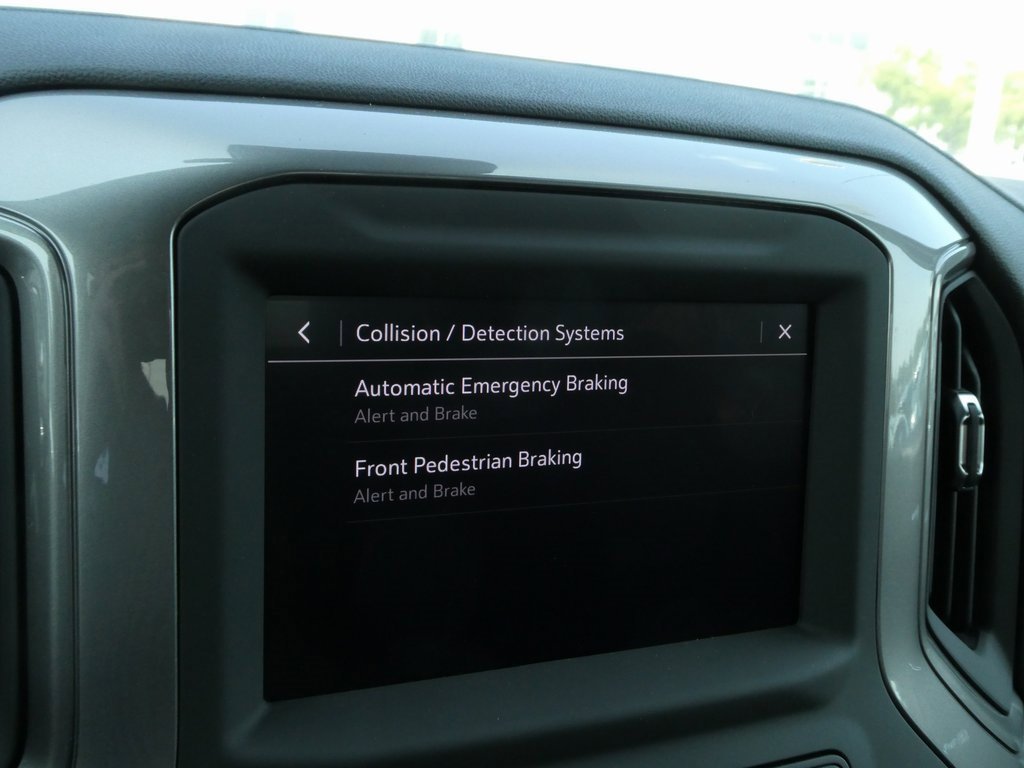 Collision / Detection Systems
Automatic Emergency Braking
Alert and Brake
Front Pedestrian Braking
Alert and Brake